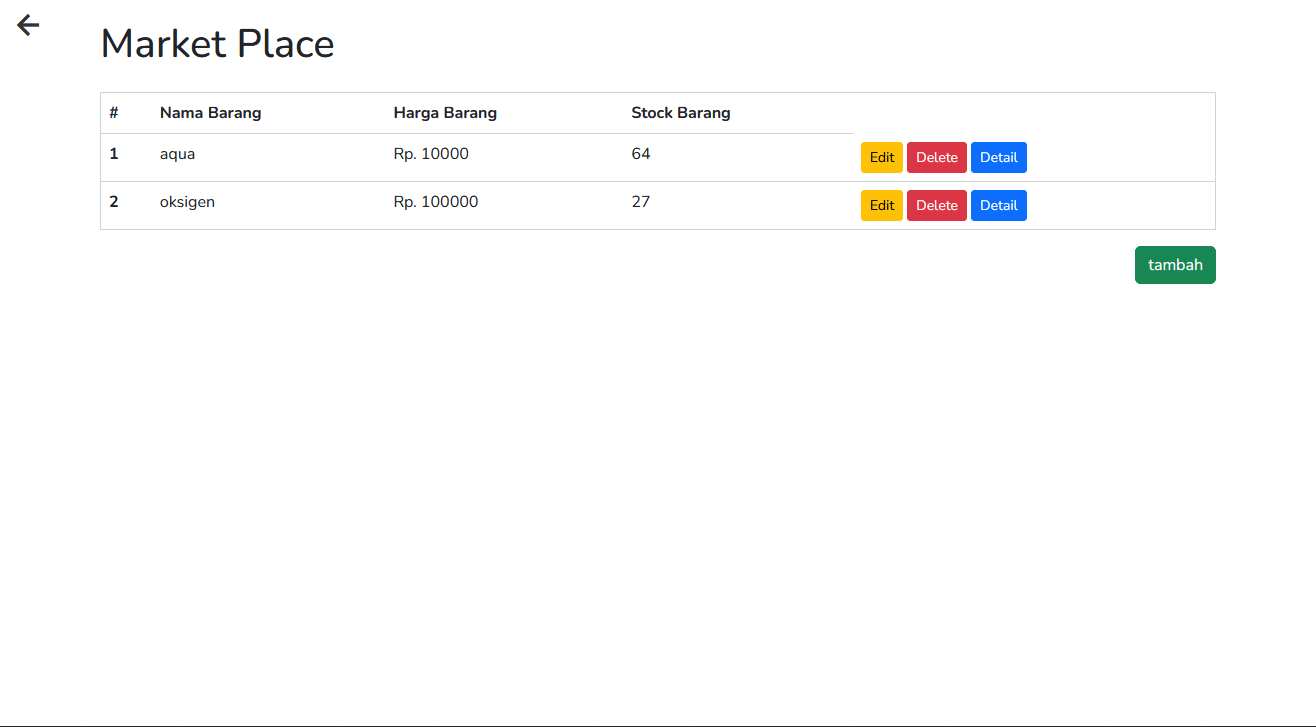 Market Place
# Nama Barang Harga Barang Stock Barang
1 aqua Rp. 10000 64 Edit Delete Detail
2 oksigen Rp. 100000 27 Edit Delete Detail
tambah